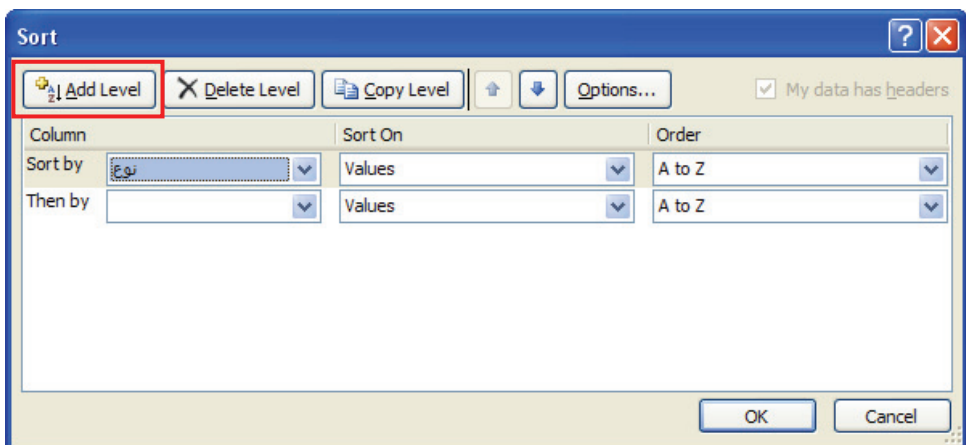 Sort
Add Level Delete Level Copy Level Options... My data has headers
Column Sort On Order
Sort by نوع Values A to Z
Then by Values A to Z
OK Cancel